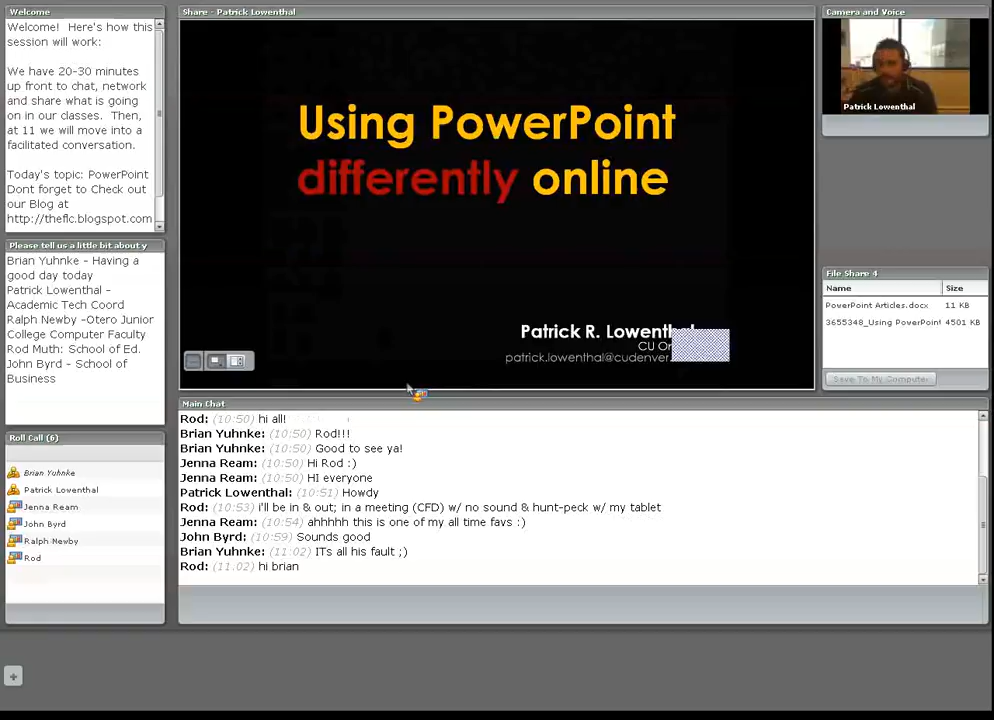 Welcome
Welcome! Here's how this
session will work:
We have 20-30 minutes
up front to chat, network
and share what is going
on in our classes. Then,
at 11 we will move into a
facilitated conversation.
Today's topic: PowerPoint
Dont forget to Check out
our Blog at
http://theflc.blogspot.com
Please tell us a little bit about y
Brian Yuhnke - Having a
good day today
Patrick Lowenthal -
Academic Tech Coord
Ralph Newby -Otero Junior
College Computer Faculty
Rod Muth: School of Ed.
John Byrd - School of
Business
Roll Call (6)
Brian Yuhnke
Patrick Lowenthal
Jenna Ream
John Byrd
Ralph Newby
Rod
Share - Patrick Lowenthal
Using PowerPoint
differently online
Patrick R. Lowenthal
CU
patrick.lowenthal@cudenver.
Main Chat
Rod: (10:50) hi all!
Brian Yuhnke: (10:50) Rod!!!
Brian Yuhnke: (10:50) Good to see ya!
Jenna Ream: (10:50) Hi Rod :)
Jenna Ream: (10:50) HI everyone
Patrick Lowenthal: (10:51) Howdy
Rod: (10:53) i'll be in & out; in a meeting (CFD) w/ no sound & hunt-peck w/ my tablet
Jenna Ream: (10:54) ahhhhh this is one of my all time favs :)
John Byrd: (10:59) Sounds good
Brian Yuhnke: (11:02) ITs all his fault ;)
Rod: (11:02) hi brian
Camera and Voice
Patrick Lowenthal
File Share 4
Name Size
PowerPoint Articles.docx 11 KB
3655348_Using PowerPoint 4501 KB
Save To My Computer